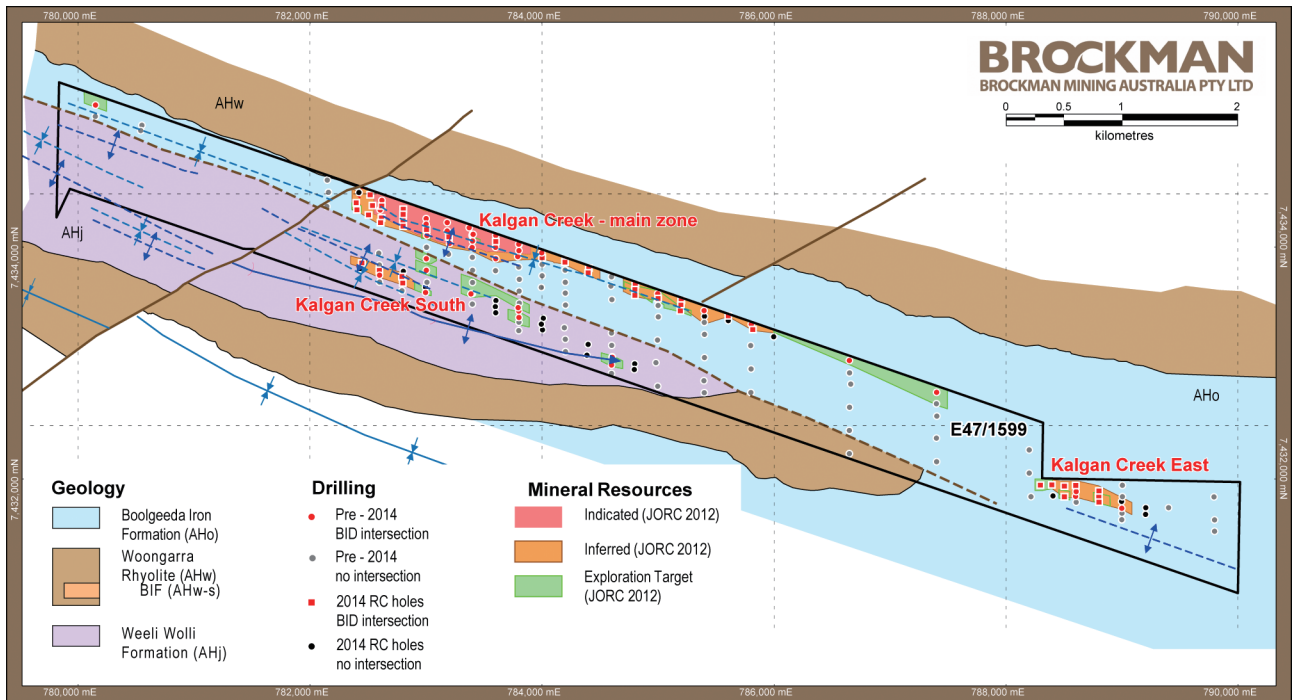 780,000 mE
782,000 mE
784,000 mE
786,000 mE
788,000 mE
790,000 mE
BROCKMAN
BROCKMAN MINING AUSTRALIA PTY LTD
0 0.5 1 2
kilometres
AHw
AHj
7,434,000 mN
7,434,000 mN
Kalgan Creek - main zone
Kalgan Creek South
AHo
E47/1599
Kalgan Creek East
7,432,000 mN
7,432,000 mN
Geology
Boolgeeda Iron
Formation (AHo)
Woongarra
Rhyolite (AHw)
BIF (AHw-s)
Weeli Wolli
Formation (AHj)
Drilling
Pre - 2014
BID intersection
Pre - 2014
no intersection
2014 RC holes
BID intersection
2014 RC holes
no intersection
Mineral Resources
Indicated (JORC 2012)
Inferred (JORC 2012)
Exploration Target
(JORC 2012)
780,000 mE
782,000 mE
784,000 mE
786,000 mE
788,000 mE
790,000 mE